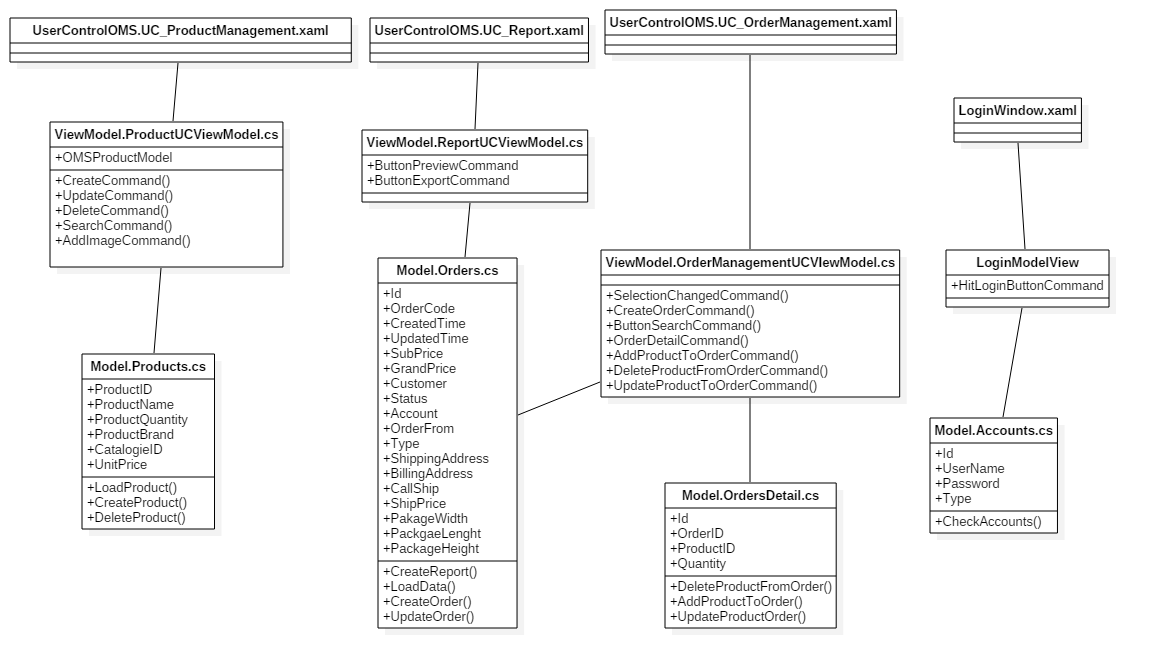 UserControlOMS.UC_ProductManagement.xaml
UserControlOMS.UC_Report.xaml
UserControlOMS.UC_OrderManagement.xaml
LoginWindow.xaml
ViewModel.ProductUCViewModel.cs
+OMSProductModel
+CreateCommand()
+UpdateCommand()
+DeleteCommand()
+SearchCommand()
+AddImageCommand()
ViewModel.ReportUCViewModel.cs
+ButtonPreviewCommand
+ButtonExportCommand
ViewModel.OrderManagementUCVIewModel.cs
+SelectionChangedCommand()
+CreateOrderCommand()
+ButtonSearchCommand()
+OrderDetailCommand()
+AddProductToOrderCommand()
+DeleteProductFromOrderCommand()
+UpdateProductToOrderCommand()
LoginModelView
+HitLoginButtonCommand
Model.Products.cs
+ProductID
+ProductName
+ProductQuantity
+ProductBrand
+CatalogieID
+UnitPrice
+LoadProduct()
+CreateProduct()
+DeleteProduct()
Model.Orders.cs
+Id
+OrderCode
+CreatedTime
+UpdatedTime
+SubPrice
+GrandPrice
+Customer
+Status
+Account
+OrderFrom
+Type
+ShippingAddress
+BillingAddress
+CallShip
+ShipPrice
+PakageWidth
+PackgaeLenght
+PackageHeight
+CreateReport()
+LoadData()
+CreateOrder()
+UpdateOrder()
Model.OrdersDetail.cs
+Id
+OrderID
+ProductID
+Quantity
+DeleteProductFromOrder()
+AddProductToOrder()
+UpdateProductOrder()
Model.Accounts.cs
+Id
+UserName
+Password
+Type
+CheckAccounts()